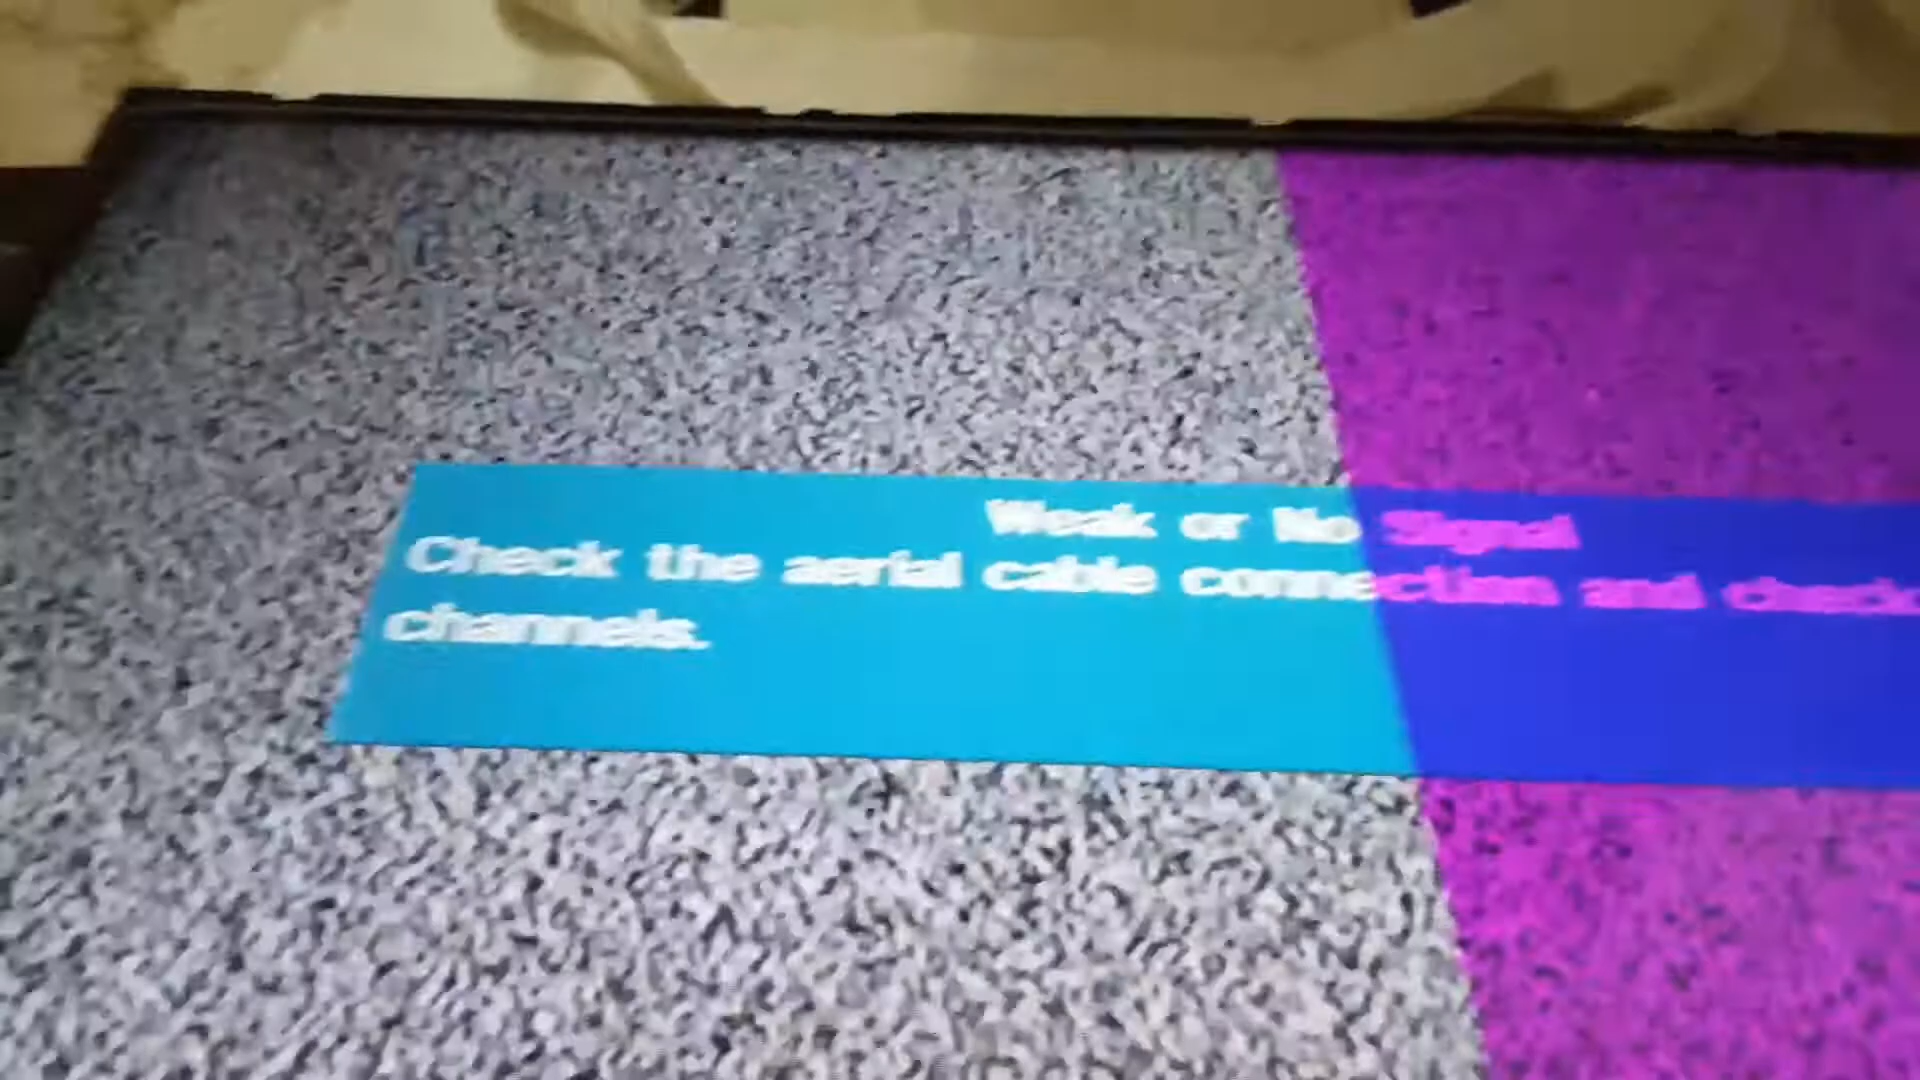 Weak or No Signal
Check the aerial cable connection and check
channels.